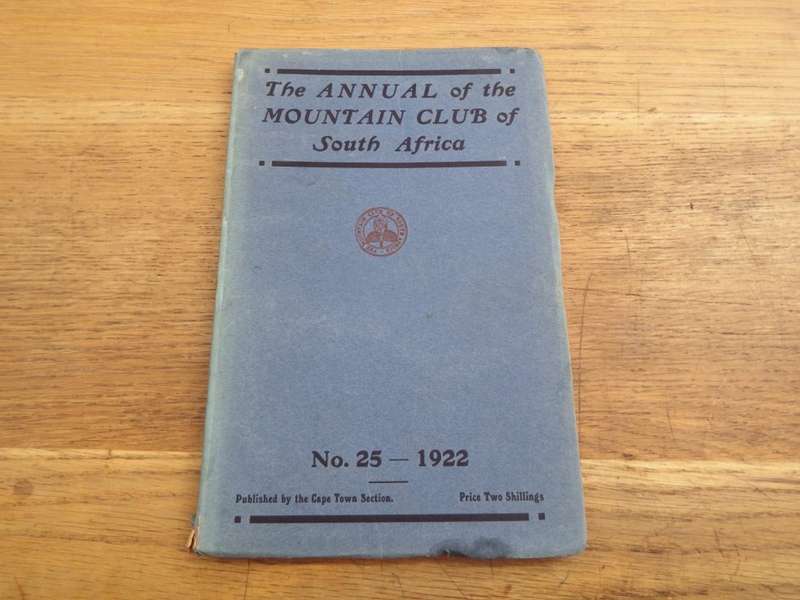 The ANNUAL of the
MOUNTAIN CLUB of
South Africa
No. 25 — 1922
Published by the Cape Town Section.
Price Two Shillings